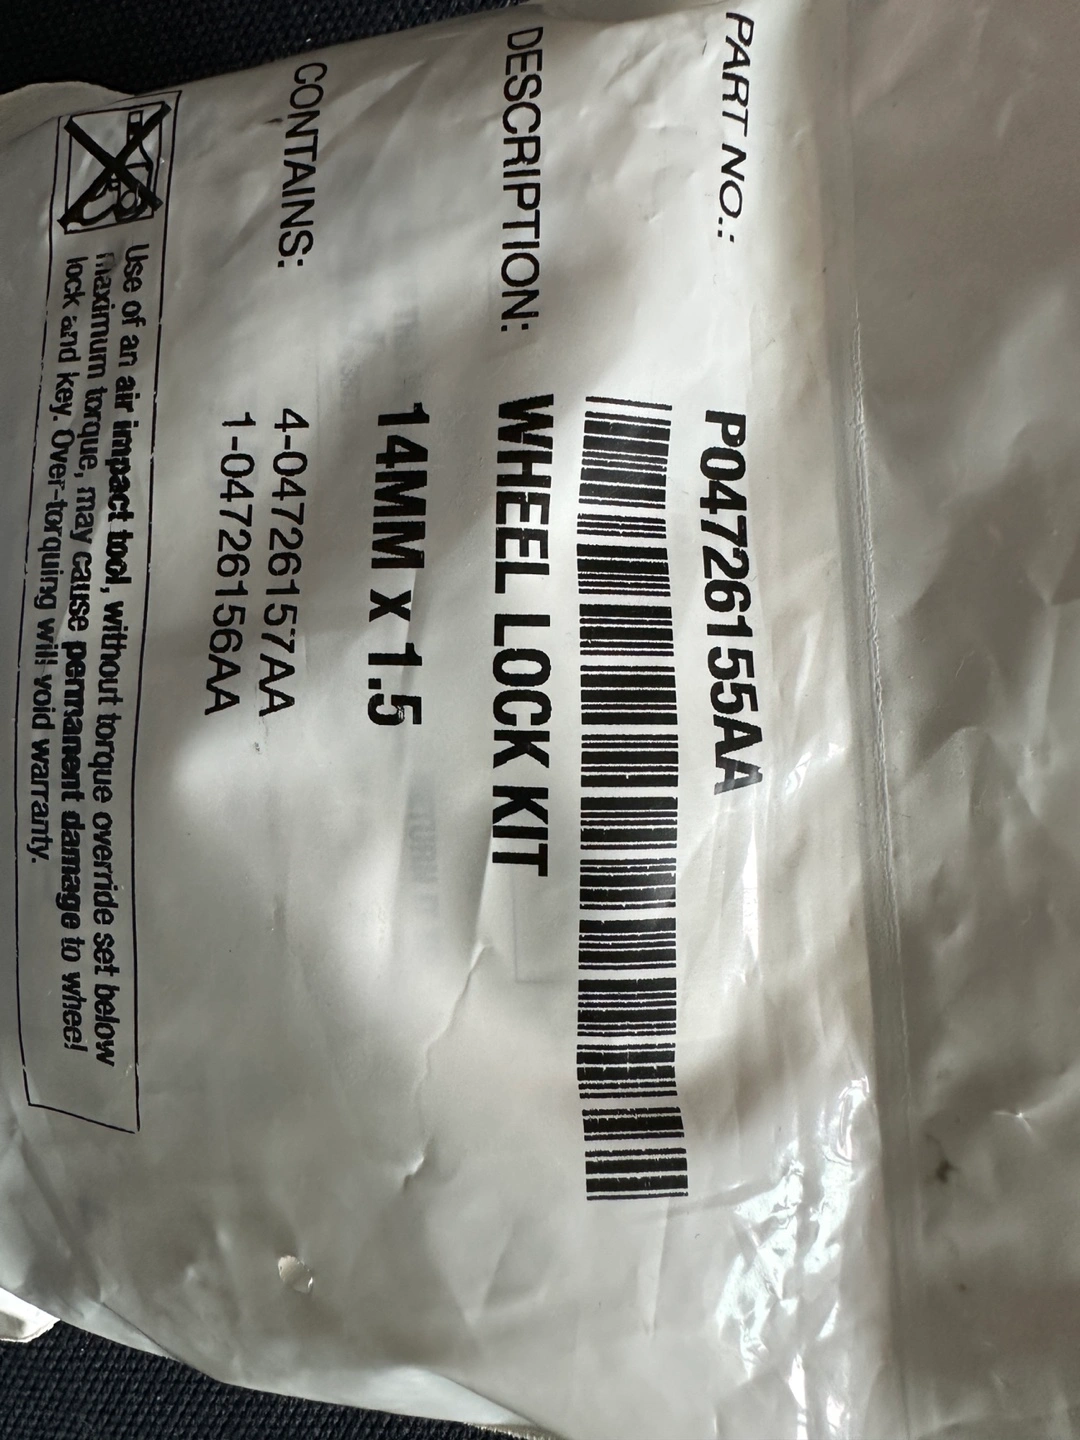 PART NO.: P04726155AA
DESCRIPTION: WHEEL LOCK KIT
14MM x 1.5
CONTAINS: 4-04726157AA
1-04726156AA
Use of an air impact tool, without torque override set below
maximum torque, may cause permanent damage to wheel
lock and key. Over-torquing will void warranty.